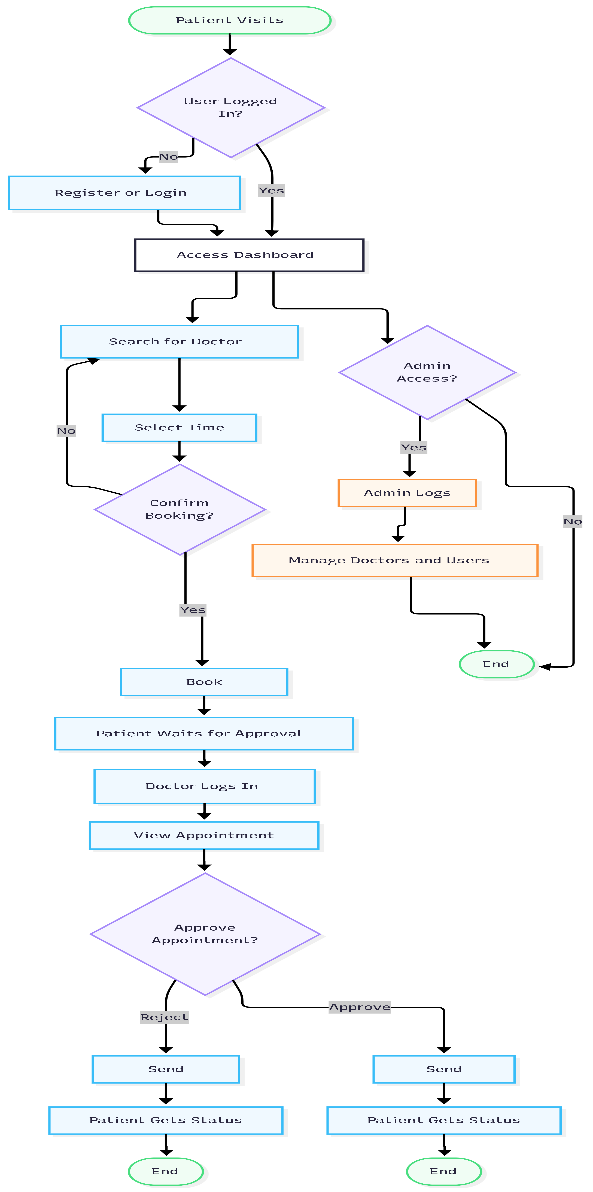 Patient Visits
User Logged
In?
No
Yes
Register or Login
Access Dashboard
Search for Doctor
Admin
Access?
No
Select Time
Yes
Confirm
Booking?
Admin Logs
No
Manage Doctors and Users
Yes
End
Book
Patient Waits for Approval
Doctor Logs In
View Appointment
Approve
Appointment?
Reject
Approve
Send
Send
Patient Gets Status
Patient Gets Status
End
End